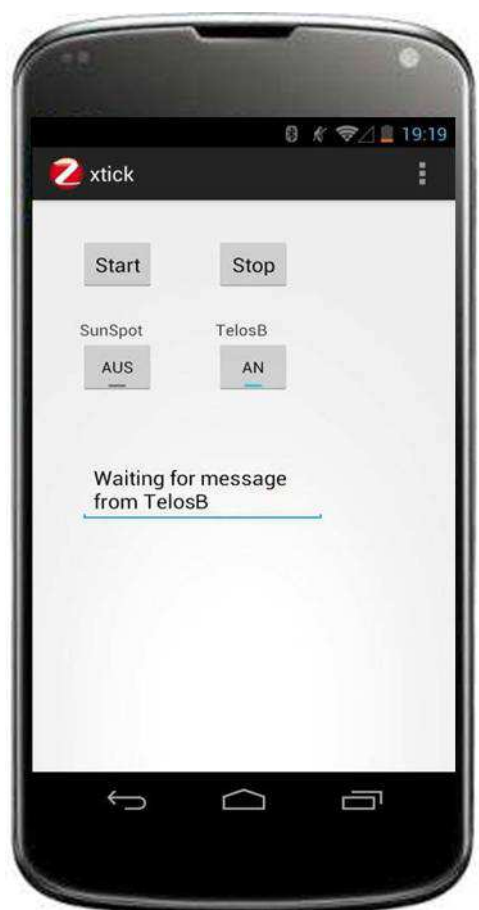 19:19
xtick
Start Stop
SunSpot TelosB
AUS AN
Waiting for message
from TelosB